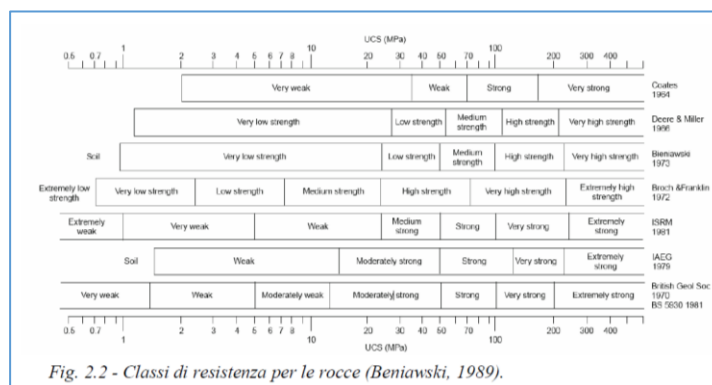 UCS (MPa)
0.5 0.7 1 2 3 4 5 6 7 8 10 20 30 40 50 70 100 200 300 400
Very weak Weak Strong Very strong Coates
1964
Very low strength Low strength Medium strength High strength Very high strength Deere & Miller
1966
Soil Very low strength Low strength Medium strength High strength Very high strength Bieniawski
1973
Extremely low strength Very low strength Low strength Medium strength High strength Very high strength Extremely high strength Broch &Franklin
1972
Extremely weak Very weak Weak Medium strong Strong Very strong Extremely strong ISRM
1981
Soil Weak Moderately strong Strong Very strong Extremely strong IAEG
1979
Very weak Weak Moderately weak Moderately strong Strong Very strong Extremely strong British Geol Soc
1970
BS 5930 1981
0.5 0.7 1 2 3 4 5 6 7 8 10 20 30 40 50 70 100 200 300 400
UCS (MPa)
Fig. 2.2 - Classi di resistenza per le rocce (Beniawski, 1989).